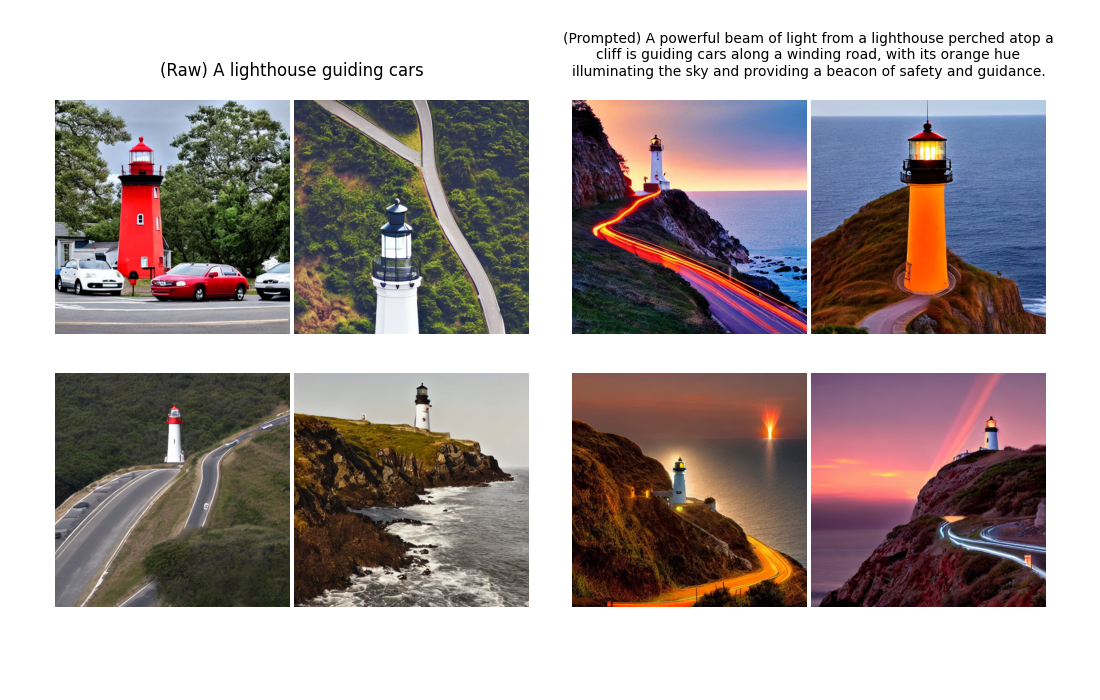 (Raw) A lighthouse guiding cars
(Prompted) A powerful beam of light from a lighthouse perched atop a
cliff is guiding cars along a winding road, with its orange hue
illuminating the sky and providing a beacon of safety and guidance.